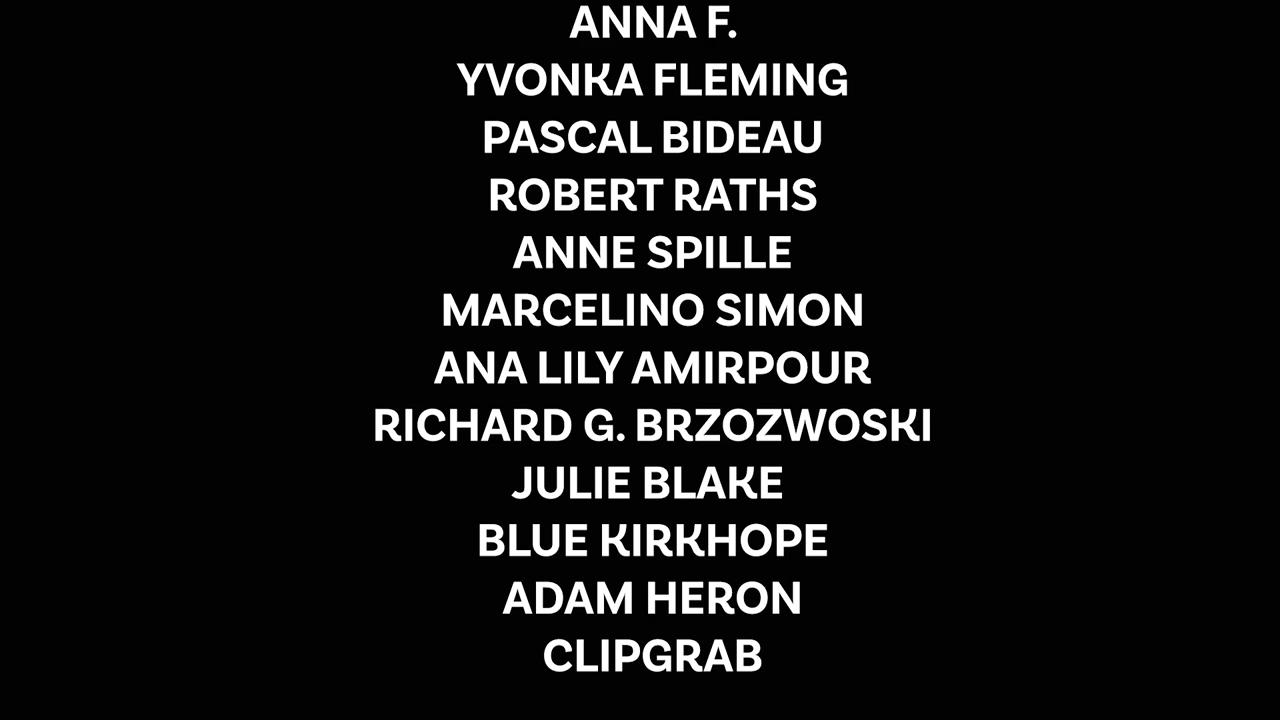 ANNA F.
YVONKA FLEMING
PASCAL BIDEAU
ROBERT RATHS
ANNE SPILLE
MARCELINO SIMON
ANA LILY AMIRPOUR
RICHARD G. BRZOZWOSKI
JULIE BLAKE
BLUE KIRKHOPE
ADAM HERON
CLIPGRAB